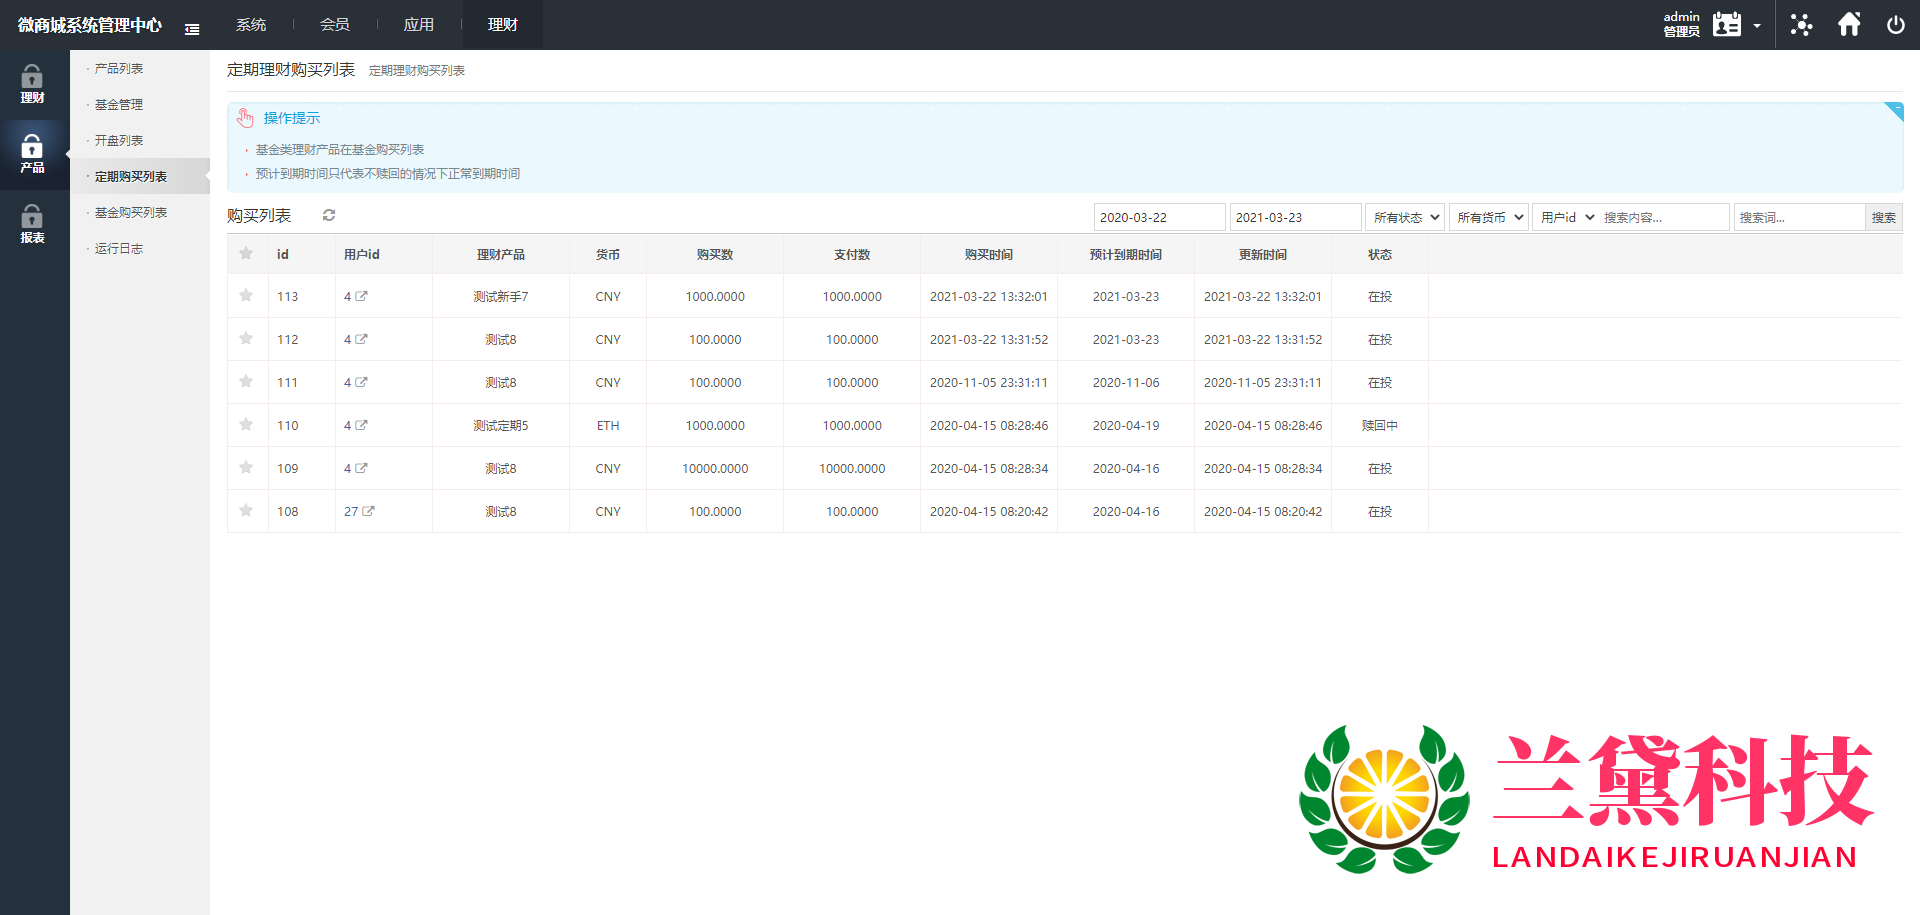 微商城系统管理中心 系统 会员 应用 理财 admin 管理员
理财
产品
报表
· 产品列表
· 基金管理
· 开盘列表
· 定期购买列表
· 基金购买列表
· 运行日志
定期理财购买列表 定期理财购买列表
操作提示
· 基金类理财产品在基金购买列表
· 预计到期时间只代表不赎回的情况下正常到期时间
购买列表 2020-03-22 2021-03-23 所有状态 所有货币 用户id 搜索内容... 搜索词... 搜索
id 用户id 理财产品 货币 购买数 支付数 购买时间 预计到期时间 更新时间 状态
113 4 测试新手7 CNY 1000.0000 1000.0000 2021-03-22 13:32:01 2021-03-23 2021-03-22 13:32:01 在投
112 4 测试8 CNY 100.0000 100.0000 2021-03-22 13:31:52 2021-03-23 2021-03-22 13:31:52 在投
111 4 测试8 CNY 100.0000 100.0000 2020-11-05 23:31:11 2020-11-06 2020-11-05 23:31:11 在投
110 4 测试定期5 ETH 1000.0000 1000.0000 2020-04-15 08:28:46 2020-04-19 2020-04-15 08:28:46 赎回中
109 4 测试8 CNY 10000.0000 10000.0000 2020-04-15 08:28:34 2020-04-16 2020-04-15 08:28:34 在投
108 27 测试8 CNY 100.0000 100.0000 2020-04-15 08:20:42 2020-04-16 2020-04-15 08:20:42 在投
兰黛科技
LANDAIKEJIRUANJIAN